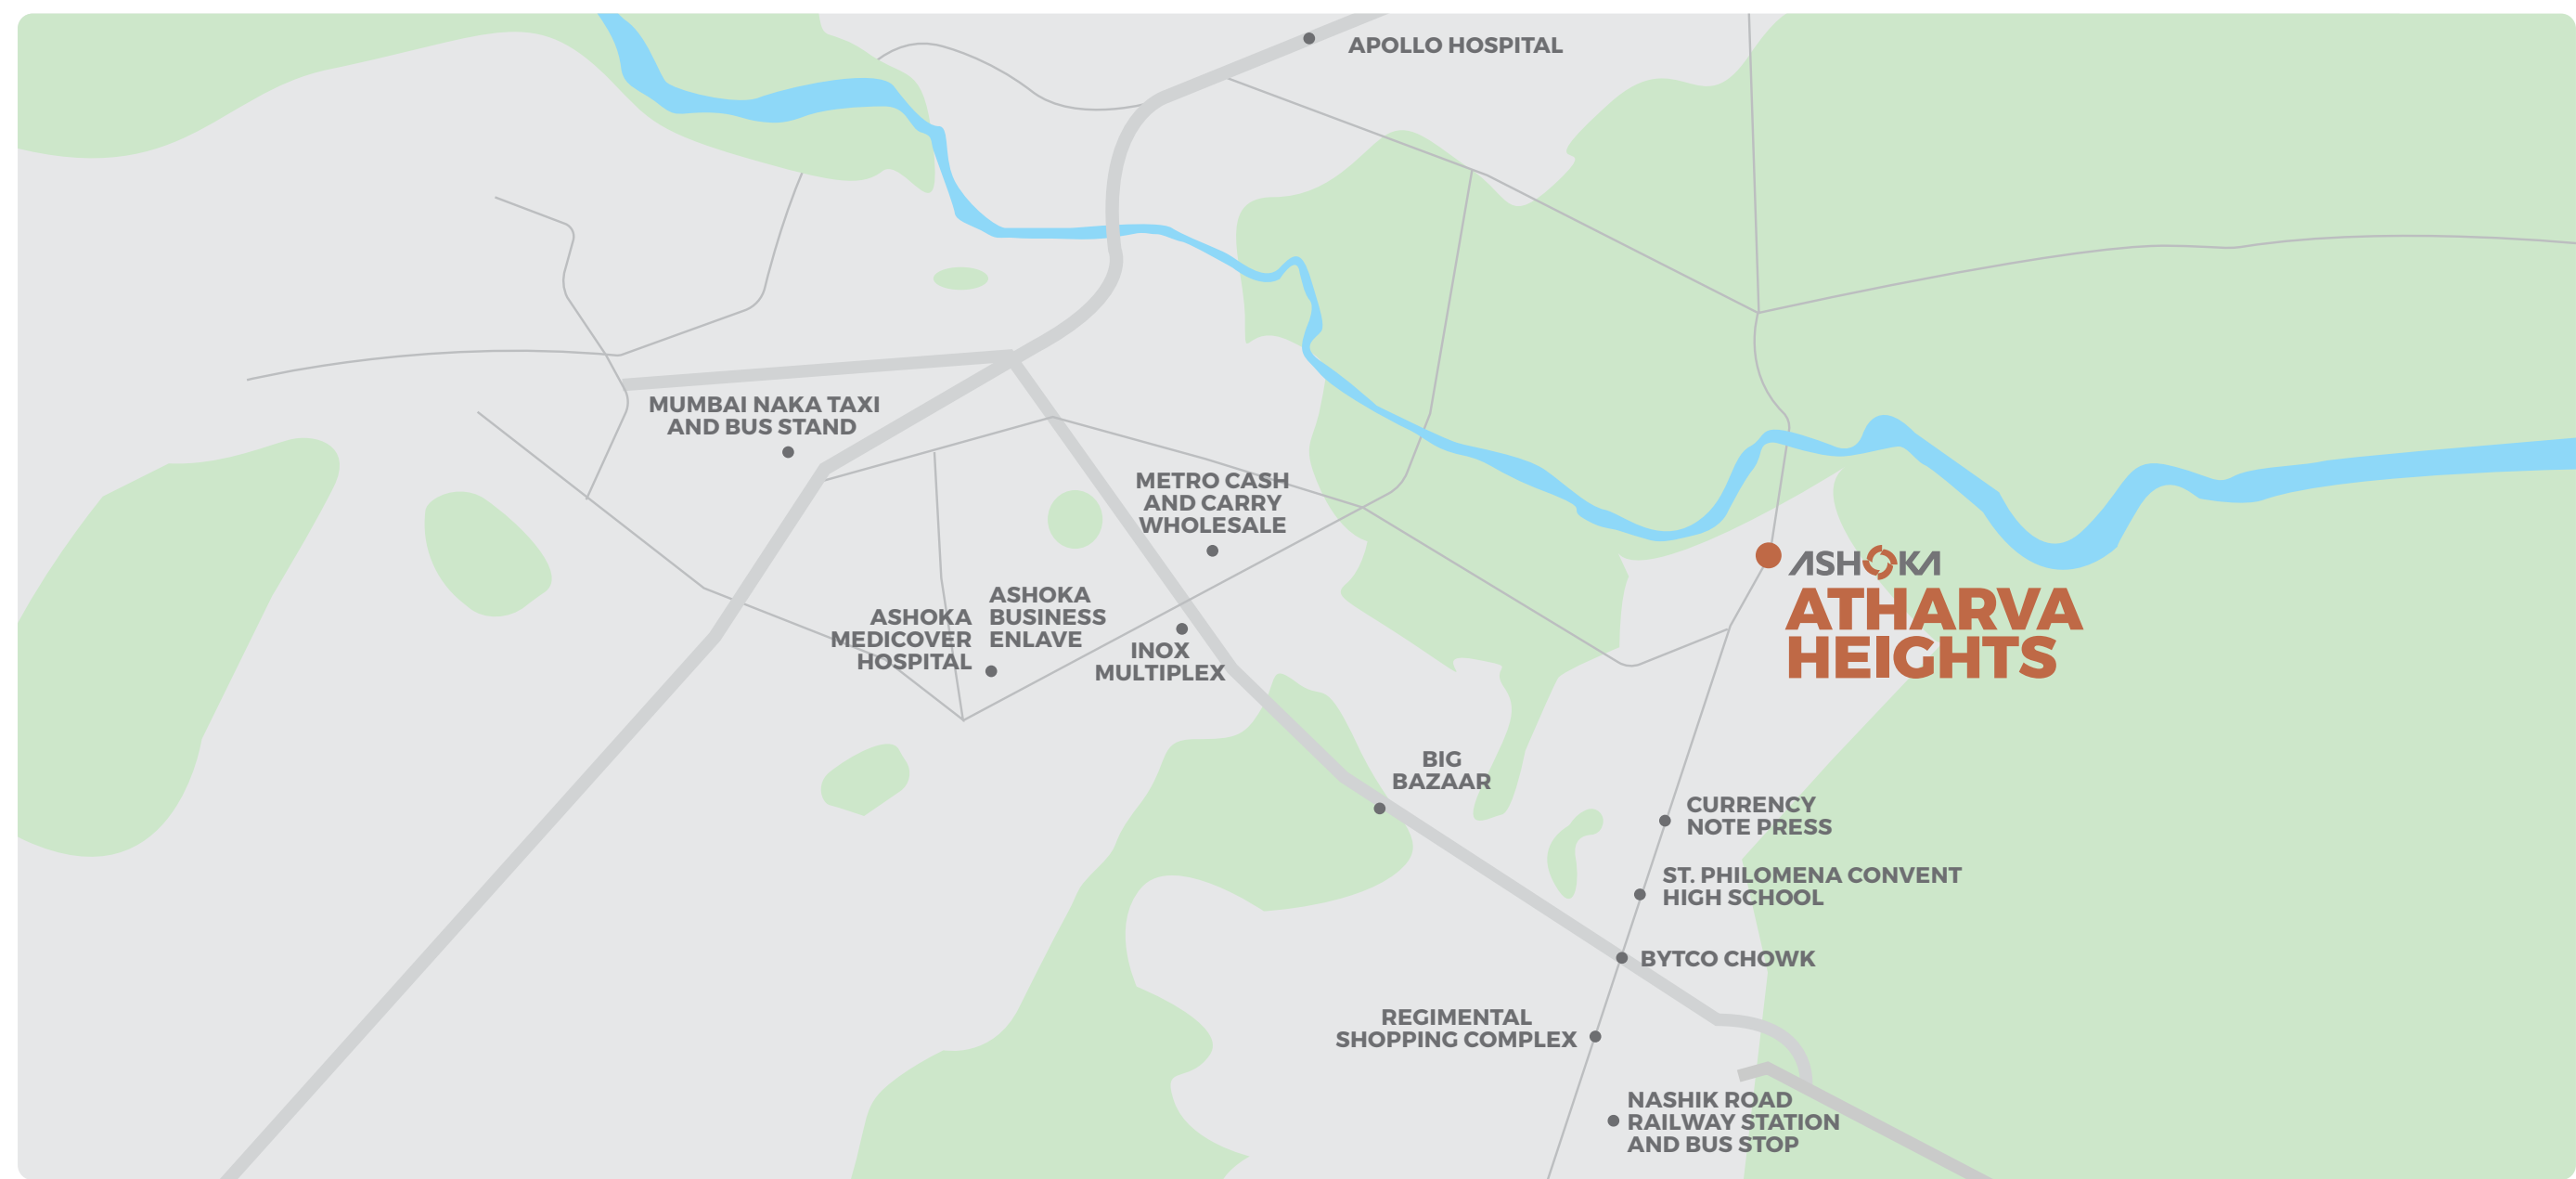 APOLLO HOSPITAL
MUMBAI NAKA TAXI
AND BUS STAND
METRO CASH
AND CARRY
WHOLESALE
ASHOKA
ATHARVA
HEIGHTS
ASHOKA
MEDICOVER
HOSPITAL
ASHOKA
BUSINESS
ENLAVE
INOX
MULTIPLEX
BIG
BAZAAR
CURRENCY
NOTE PRESS
ST. PHILOMENA CONVENT
HIGH SCHOOL
BYTCO CHOWK
REGIMENTAL
SHOPPING COMPLEX
NASHIK ROAD
RAILWAY STATION
AND BUS STOP